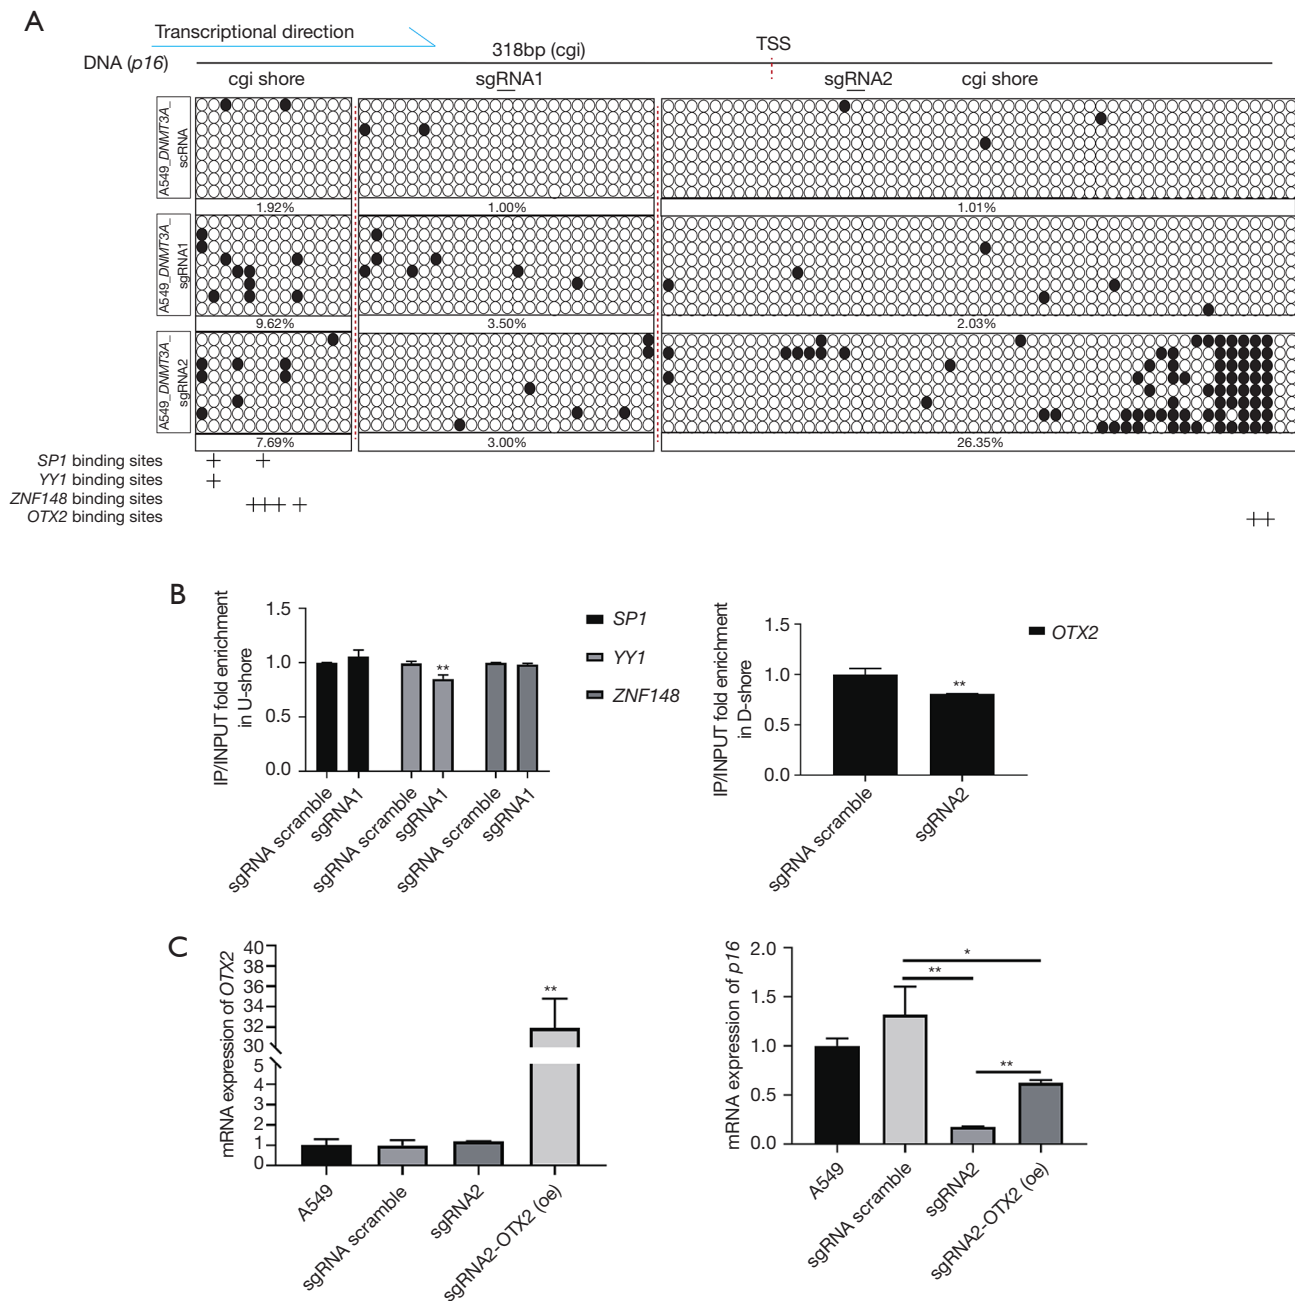 A
Transcriptional direction
318bp (cgi)
TSS
DNA (p16)
cgi shore
sgRNA1
sgRNA2
cgi shore
A549_DNMT3A_
scRNA
1.92%
1.00%
1.01%
A549_DNMT3A_
sgRNA1
9.62%
3.50%
2.03%
A549_DNMT3A_
sgRNA2
7.69%
3.00%
26.35%
SP1 binding sites
+ +
YY1 binding sites
+
ZNF148 binding sites
+++ +
OTX2 binding sites
++
B
IP/INPUT fold enrichment
in U-shore
1.5
1.0
0.5
0.0
**
sgRNA scramble
sgRNA1
sgRNA scramble
sgRNA1
sgRNA scramble
sgRNA1
SP1
YY1
ZNF148
IP/INPUT fold enrichment
in D-shore
1.5
1.0
0.5
0.0
**
sgRNA scramble
sgRNA2
OTX2
C
mRNA expression of OTX2
40
38
36
34
32
30
5
4
3
2
1
0
**
A549
sgRNA scramble
sgRNA2
sgRNA2-OTX2 (oe)
mRNA expression of p16
2.0
1.5
1.0
0.5
0.0
*
**
**
A549
sgRNA scramble
sgRNA2
sgRNA2-OTX2 (oe)